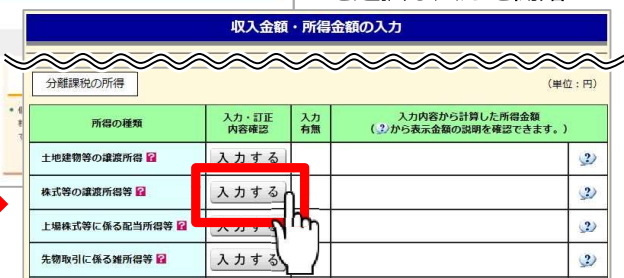 収入金額・所得金額の入力
分離課税の所得
(単位：円)
所得の種類
入力・訂正
内容確認
入力
有無
入力内容から計算した所得金額
(?から表示金額の説明を確認できます。)
土地建物等の譲渡所得 ?
入力する
?
株式等の譲渡所得等 ?
入力する
?
上場株式等に係る配当所得等 ?
入力する
?
先物取引に係る雑所得等 ?
入力する
?